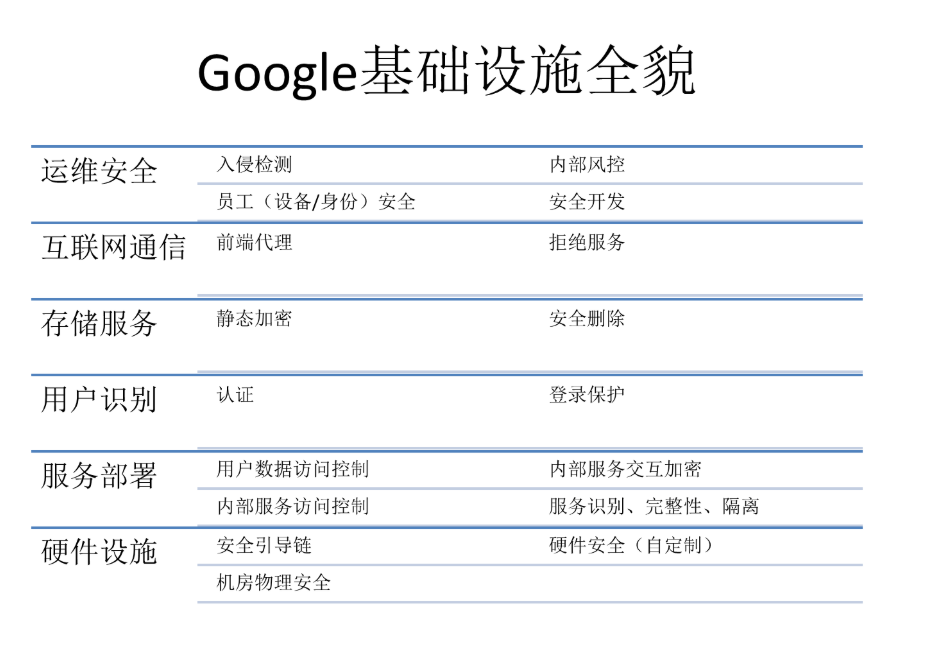 Google基础设施全貌
运维安全
入侵检测 内部风控
员工（设备/身份）安全 安全开发
互联网通信
前端代理 拒绝服务
存储服务
静态加密 安全删除
用户识别
认证 登录保护
服务部署
用户数据访问控制 内部服务交互加密
内部服务访问控制 服务识别、完整性、隔离
硬件设施
安全引导链 硬件安全（自定制）
机房物理安全